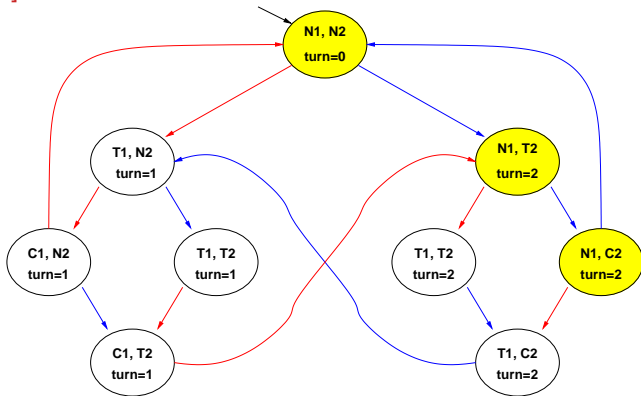 ]
N1, N2
turn=0
T1, N2
turn=1
N1, T2
turn=2
C1, N2
turn=1
T1, T2
turn=1
T1, T2
turn=2
N1, C2
turn=2
C1, T2
turn=1
T1, C2
turn=2